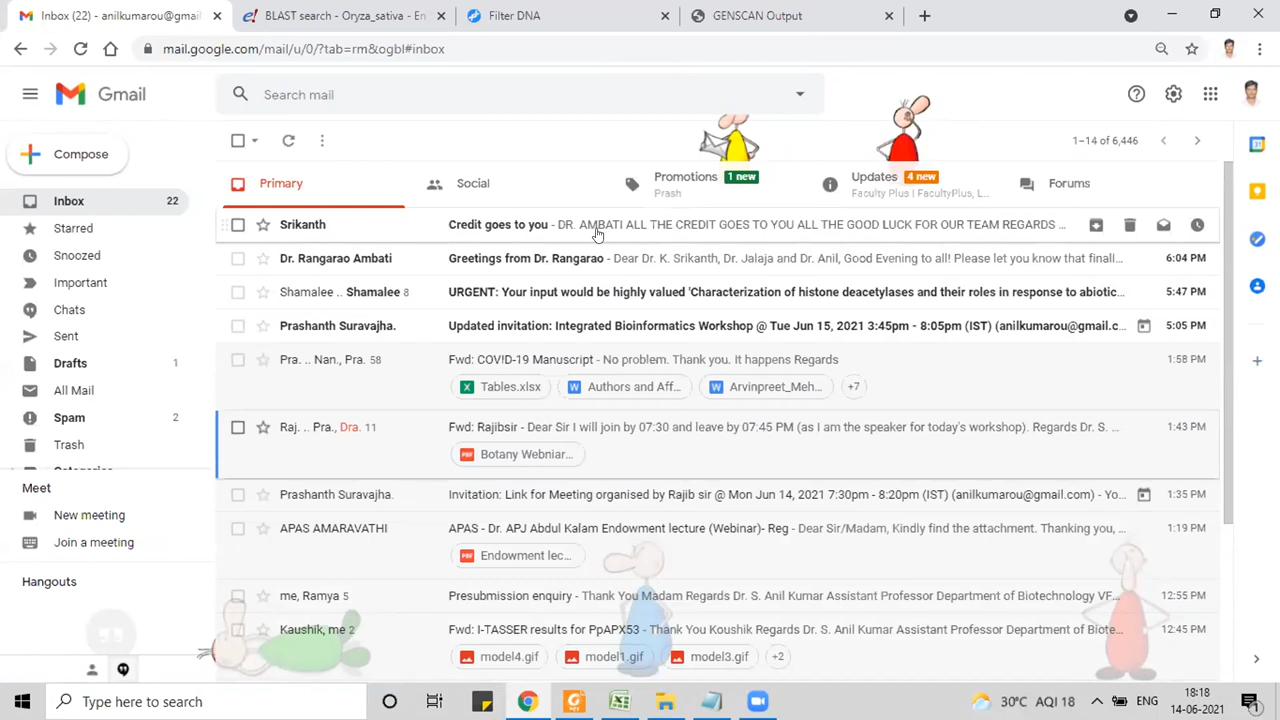 Inbox (22) - anilkumarou@gmail
BLAST search - Oryza_sativa - En
Filter DNA
GENSCAN Output
mail.google.com/mail/u/0/?tab=rm&ogbl#inbox
Gmail
Search mail
Compose
1–14 of 6,446
Primary
Social
Promotions 1 new
Prash
Updates 4 new
Faculty Plus I FacultyPlus, L...
Forums
Inbox 22
Starred
Snoozed
Important
Chats
Sent
Drafts 1
All Mail
Spam 2
Trash
Categories
Meet
New meeting
Join a meeting
Hangouts
Srikanth Credit goes to you - DR. AMBATI ALL THE CREDIT GOES TO YOU ALL THE GOOD LUCK FOR OUR TEAM REGARDS ...
Dr. Rangarao Ambati Greetings from Dr. Rangarao - Dear Dr. K. Srikanth, Dr. Jalaja and Dr. Anil, Good Evening to all! Please let you know that finall... 6:04 PM
Shamalee .. Shamalee 8 URGENT: Your input would be highly valued 'Characterization of histone deacetylases and their roles in response to abiotic... 5:47 PM
Prashanth Suravajha. Updated invitation: Integrated Bioinformatics Workshop @ Tue Jun 15, 2021 3:45pm - 8:05pm (IST) (anilkumarou@gmail.c... 5:05 PM
Pra. .. Nan., Pra. 58 Fwd: COV!D-19 Manuscript - No problem. Thank you. It happens Regards 1:58 PM
Tables.xlsx Authors and Aff... Arvinpreet_Meh... +7
Raj. .. Pra., Dra. 11 Fwd: Rajibsir - Dear Sir I will join by 07:30 and leave by 07:45 PM (as I am the speaker for today's workshop). Regards Dr. S. ... 1:43 PM
PDF Botany Webniar...
Prashanth Suravajha. Invitation: Link for Meeting organised by Rajib sir @ Mon Jun 14, 2021 7:30pm - 8:20pm (IST) (anilkumarou@gmail.com) - Yo... 1:35 PM
APAS AMARAVATHI APAS - Dr. APJ Abdul Kalam Endowment lecture (Webinar)- Reg - Dear Sir/Madam, Kindly find the attachment. Thanking you, ... 1:19 PM
PDF Endowment lec...
me, Ramya 5 Presubmission enquiry - Thank You Madam Regards Dr. S. Anil Kumar Assistant Professor Department of Biotechnology VF... 12:55 PM
Kaushik, me 2 Fwd: I-TASSER results for PpAPX53 - Thank You Koushik Regards Dr. S. Anil Kumar Assistant Professor Department of Biote... 12:45 PM
model4.gif model1.gif model3.gif +2
Type here to search
30°C AQI 18
ENG
18:18
14-06-2021